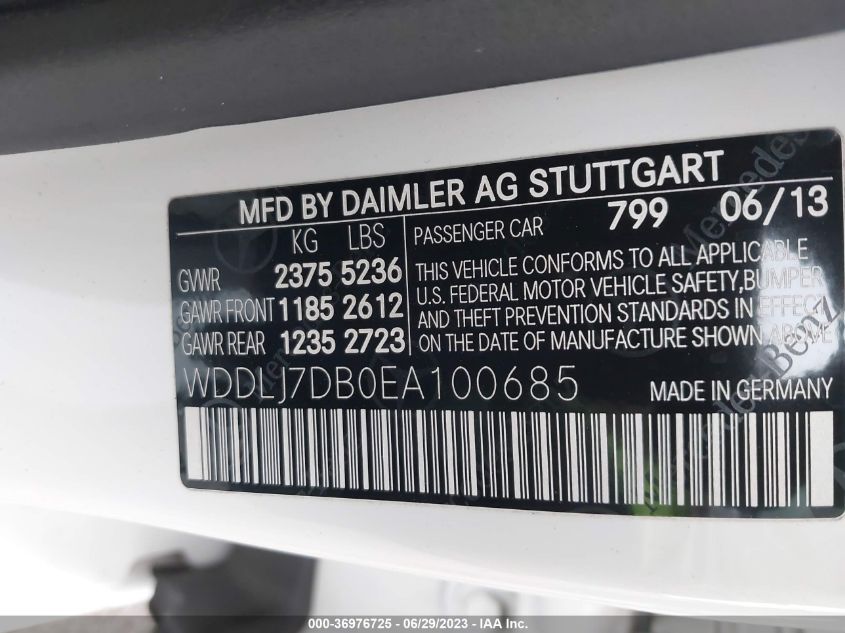 MFD BY DAIMLER AG STUTTGART
KG LBS
GVWR 2375 5236
GAWR FRONT 1185 2612
GAWR REAR 1235 2723
PASSENGER CAR 799 06/13
THIS VEHICLE CONFORMS TO ALL APPLICABLE
U.S. FEDERAL MOTOR VEHICLE SAFETY, BUMPER
AND THEFT PREVENTION STANDARDS IN EFFECT
ON THE DATE OF MANUFACTURE SHOWN ABOVE
WDDLJ7DB0EA100685
MADE IN GERMANY
Mercedes-Benz
000-36976725 - 06/29/2023 - © IAA, Inc.